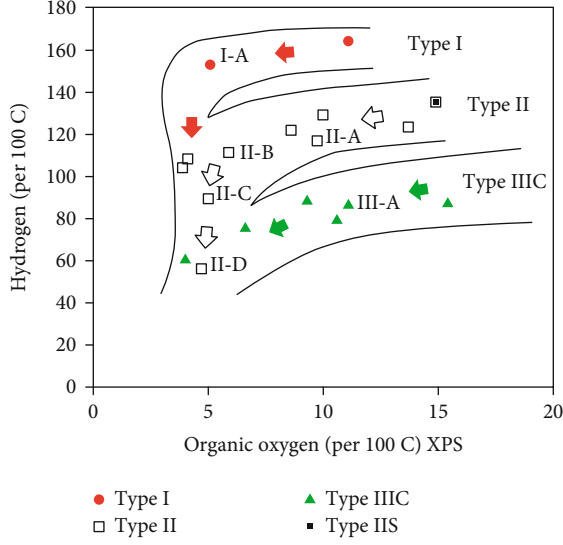 180
160
140
120
100
80
60
40
20
0
Hydrogen (per 100 C)
Type I
I-A
Type II
II-A
II-B
Type IIIC
II-C
III-A
II-D
0
5
10
15
20
Organic oxygen (per 100 C) XPS
Type I
Type IIIC
Type II
Type IIS